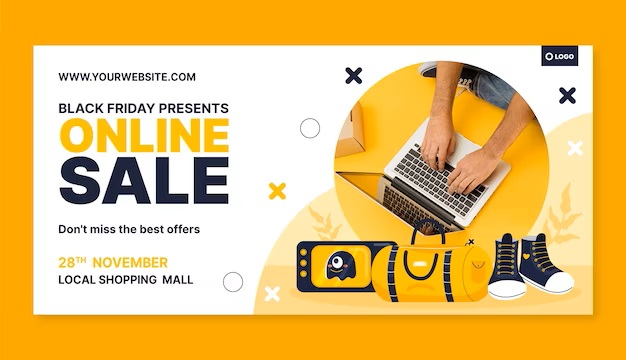 WWW.YOURWEBSITE.COM
LOGO
BLACK FRIDAY PRESENTS
ONLINE
SALE
Don't miss the best offers
28TH NOVEMBER
LOCAL SHOPPING MALL